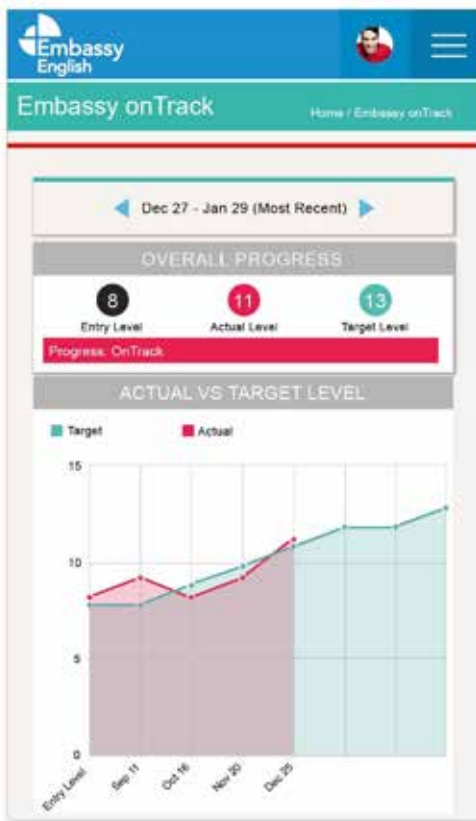 Embassy
English
Embassy onTrack
Home / Embassy onTrack
Dec 27 - Jan 29 (Most Recent)
OVERALL PROGRESS
8 11 13
Entry Level Actual Level Target Level
Progress: OnTrack
ACTUAL VS TARGET LEVEL
Target Actual
15
10
5
0
Entry Level Sep 11 Oct 16 Nov 20 Dec 25